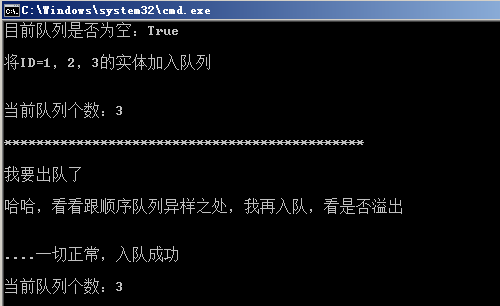 C:\Windows\system32\cmd.exe
目前队列是否为空：True
将ID=1, 2, 3的实体加入队列
当前队列个数：3
*********************************************
我要出队了
哈哈，看看跟顺序队列异样之处，我再入队，看是否溢出
....一切正常，入队成功
当前队列个数：3